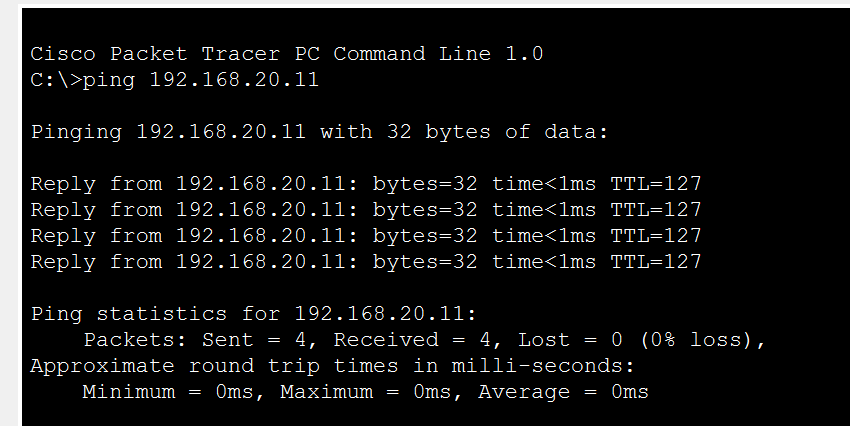 Cisco Packet Tracer PC Command Line 1.0
C:\>ping 192.168.20.11
Pinging 192.168.20.11 with 32 bytes of data:
Reply from 192.168.20.11: bytes=32 time<1ms TTL=127
Reply from 192.168.20.11: bytes=32 time<1ms TTL=127
Reply from 192.168.20.11: bytes=32 time<1ms TTL=127
Reply from 192.168.20.11: bytes=32 time<1ms TTL=127
Ping statistics for 192.168.20.11:
Packets: Sent = 4, Received = 4, Lost = 0 (0% loss),
Approximate round trip times in milli-seconds:
Minimum = 0ms, Maximum = 0ms, Average = 0ms